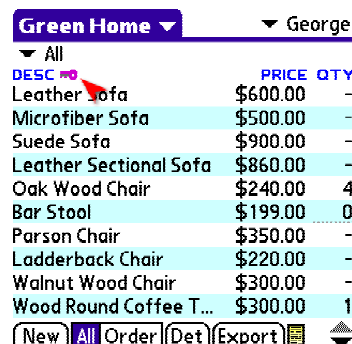 Green Home George
All
DESC PRICE QTY
Leather Sofa $600.00 -
Microfiber Sofa $500.00 -
Suede Sofa $900.00 -
Leather Sectional Sofa $860.00 -
Oak Wood Chair $240.00 4
Bar Stool $199.00 0
Parson Chair $350.00 -
Ladderback Chair $220.00 -
Walnut Wood Chair $300.00 -
Wood Round Coffee T... $300.00 1
New All Order Det Export